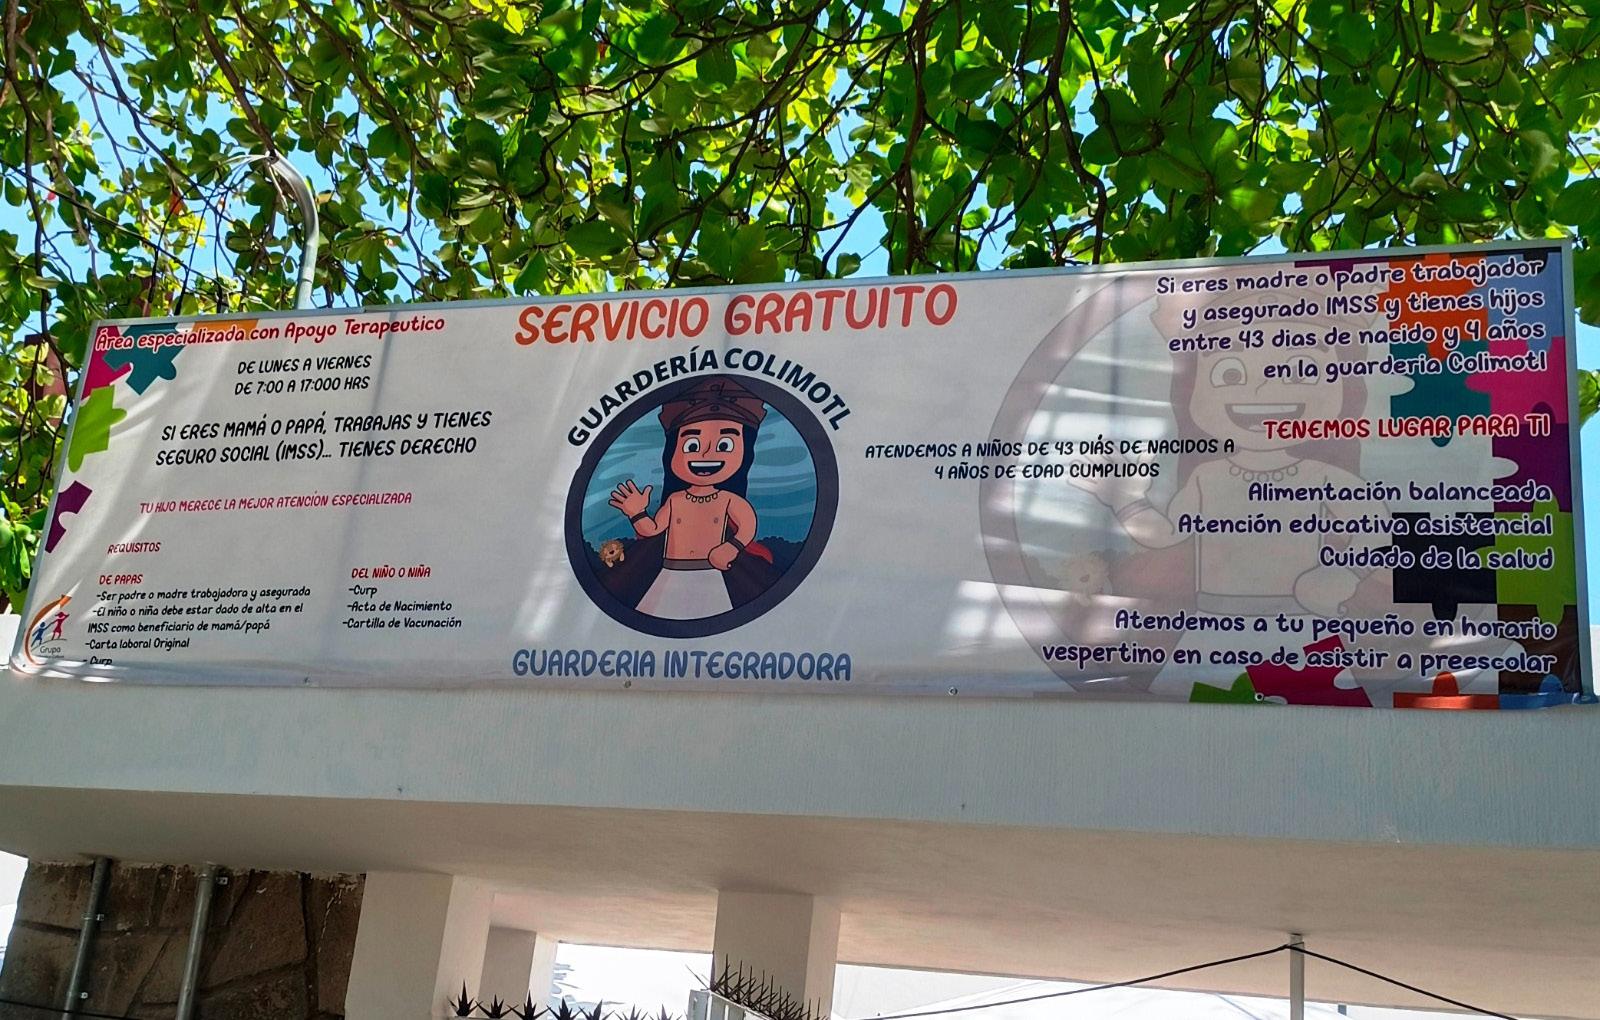 Área especializada con Apoyo Terapeutico
DE LUNES A VIERNES
DE 7:00 A 17:000 HRS
SI ERES MAMÁ O PAPÁ, TRABAJAS Y TIENES
SEGURO SOCIAL (IMSS)... TIENES DERECHO
TU HIJO MERECE LA MEJOR ATENCIÓN ESPECIALIZADA
REQUISITOS
DE PAPAS
-Ser padre o madre trabajadora y asegurada
-El niño o niña debe estar dado de alta en el
IMSS como beneficiario de mamá/papá
-Carta laboral Original
- Curp
DEL NIÑO O NIÑA
-Curp
-Acta de Nacimiento
-Cartilla de Vacunación
Grupo
SERVICIO GRATUITO
GUARDERÍA COLIMOTL
GUARDERIA INTEGRADORA
ATENDEMOS A NIÑOS DE 43 DIÁS DE NACIDOS A
4 AÑOS DE EDAD CUMPLIDOS
Si eres madre o padre trabajador
y asegurado IMSS y tienes hijos
entre 43 dias de nacido y 4 años
en la guarderia Colimotl
TENEMOS LUGAR PARA TI
Alimentación balanceada
Atención educativa asistencial
Cuidado de la salud
Atendemos a tu pequeño en horario
vespertino en caso de asistir a preescolar